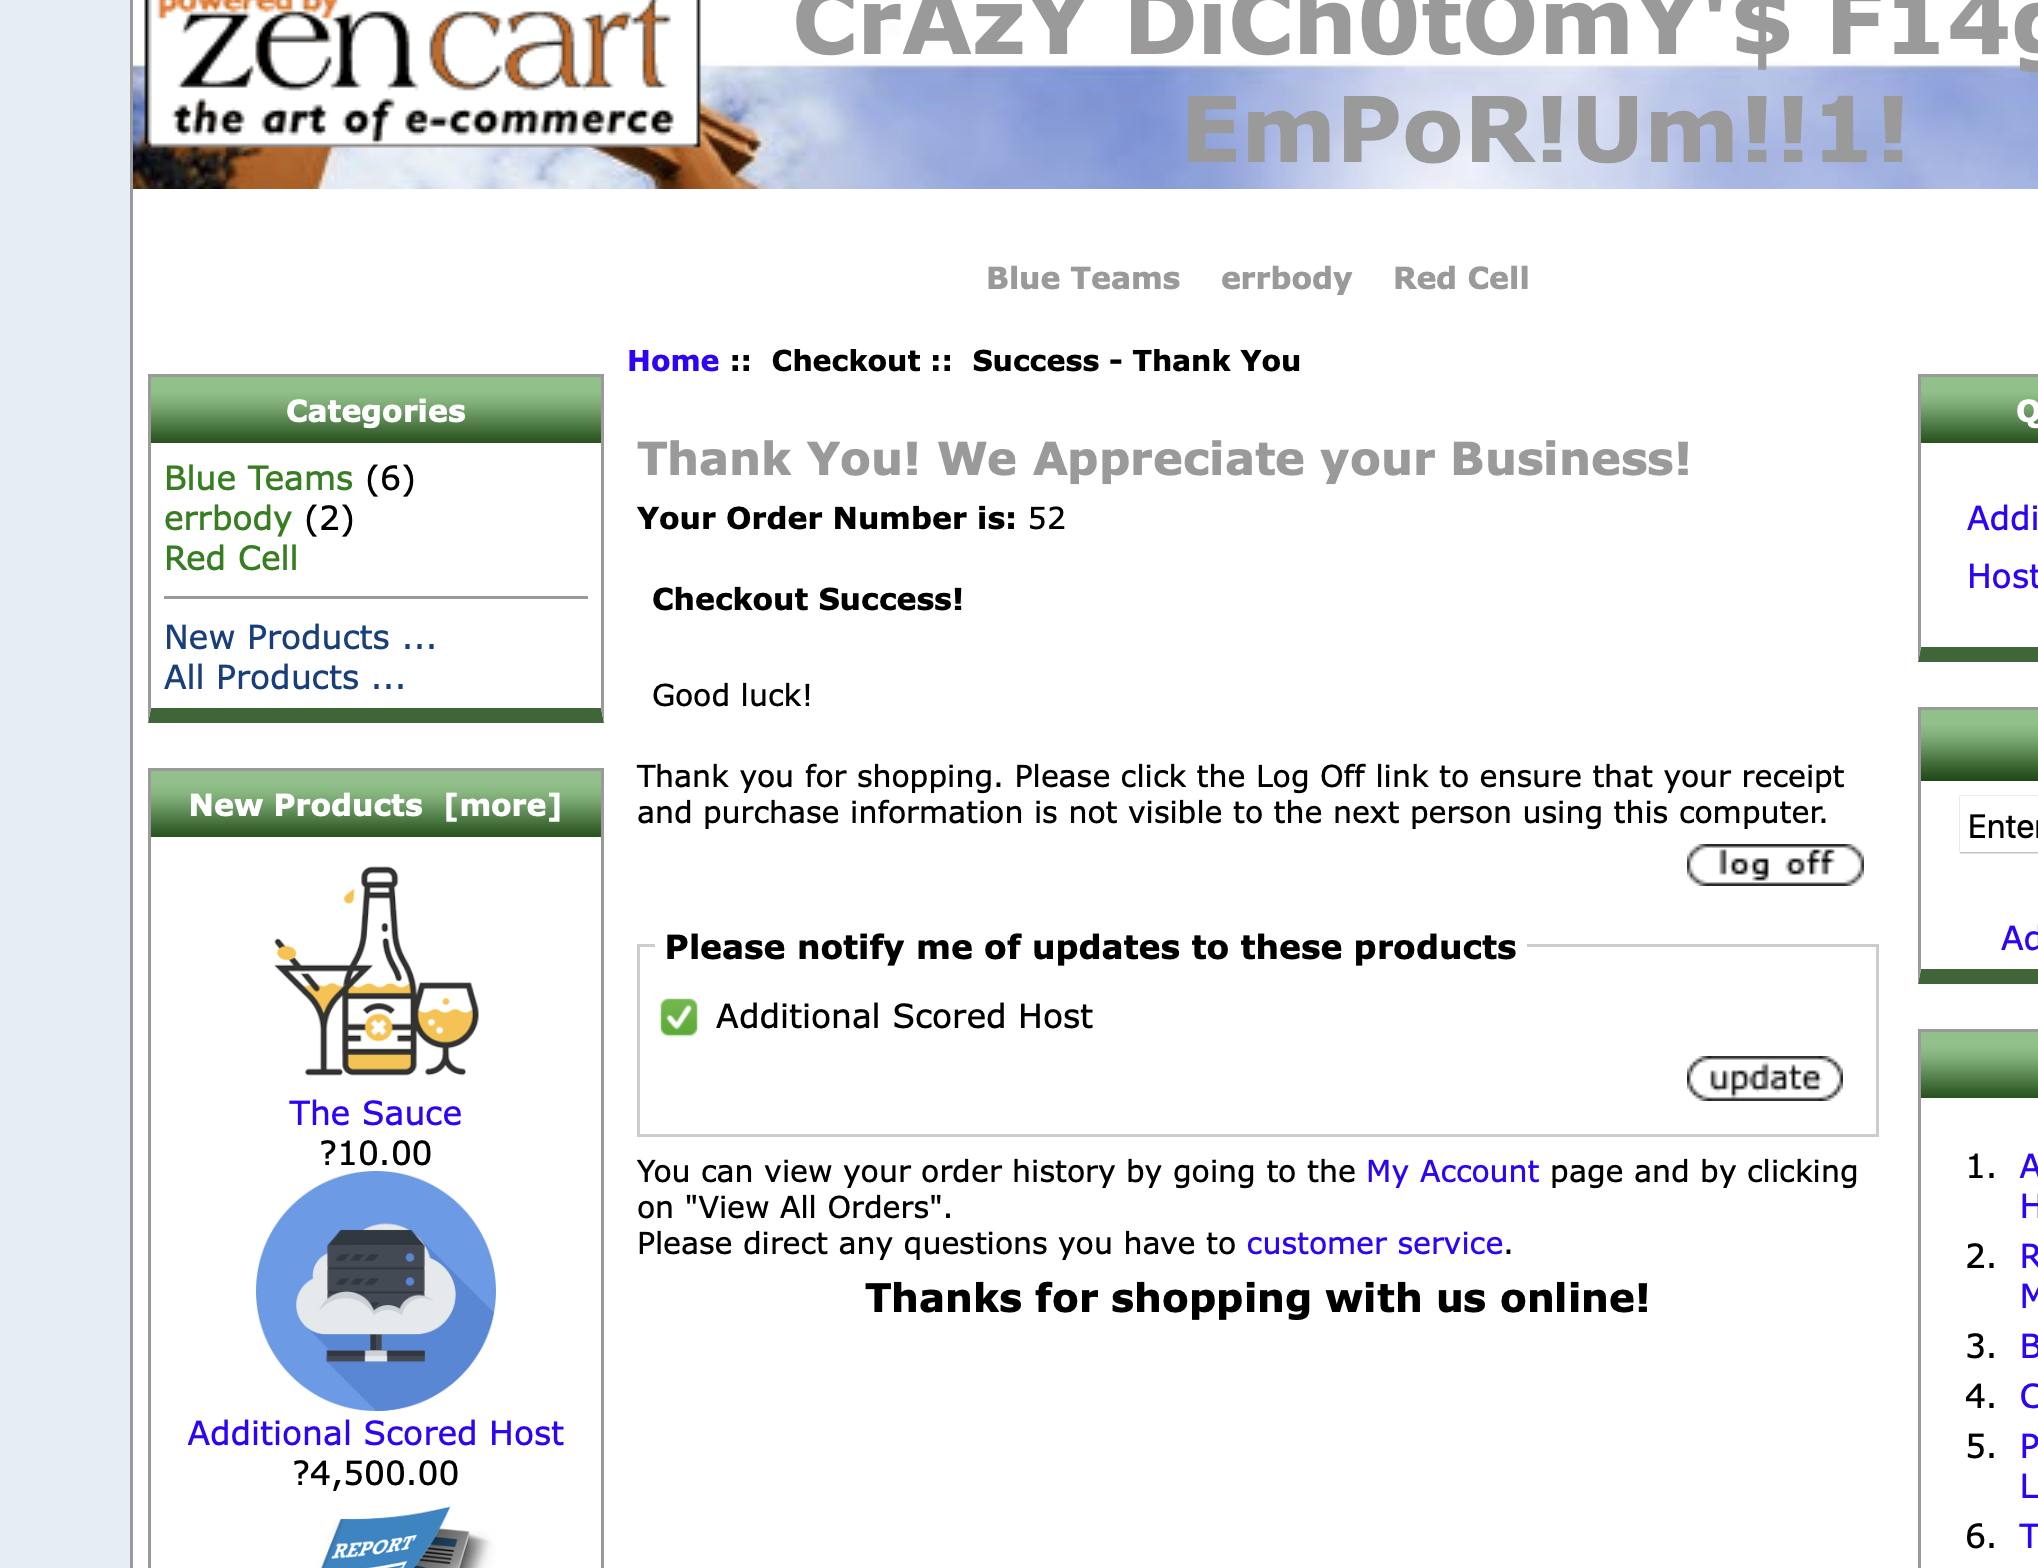 powered by
zen cart
the art of e-commerce
CrAzY DiCh0tOmY'$ F14g
EmPoR!Um!!1!
Blue Teams errbody Red Cell
Home :: Checkout :: Success - Thank You
Categories
Blue Teams (6)
errbody (2)
Red Cell
New Products ...
All Products ...
New Products [more]
The Sauce
?10.00
Additional Scored Host
?4,500.00
REPORT
Thank You! We Appreciate your Business!
Your Order Number is: 52
Checkout Success!
Good luck!
Thank you for shopping. Please click the Log Off link to ensure that your receipt
and purchase information is not visible to the next person using this computer.
log off
Please notify me of updates to these products
Additional Scored Host
update
You can view your order history by going to the My Account page and by clicking
on "View All Orders".
Please direct any questions you have to customer service.
Thanks for shopping with us online!
Addi
Host
Enter
Ad
1. A
H
2. R
M
3. B
4.
5. P
L
6. T